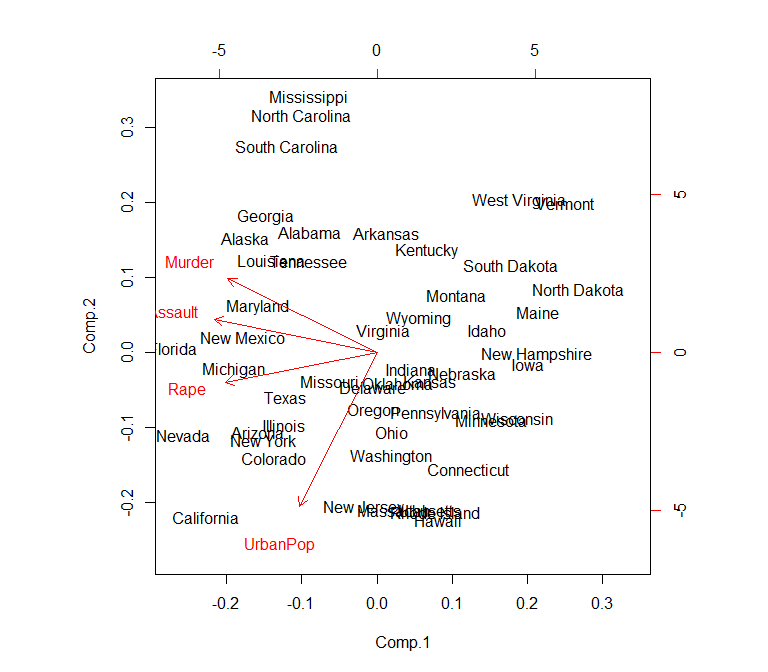 -5 0 5
Mississippi
North Carolina
0.3
South Carolina
West Virginia
5
0.2
Vermont
Georgia
Alabama
Arkansas
Alaska
Kentucky
Murder
Louisiana
Tennessee
South Dakota
0.1
North Dakota
Montana
Maryland
Maine
ssault
Wyoming
Comp.2
Virginia
Idaho
New Mexico
lorida
0.0
New Hampshire
0
Michigan
Indiana
Iowa
Nebraska
Missouri
Oklahoma
Kansas
Rape
Delaware
Texas
Oregon
Pennsylvania
Wisconsin
Minnesota
-0.1
Illinois
Nevada
Arizona
Ohio
New York
Colorado
Washington
Connecticut
-0.2
New Jersey
Massachusetts
Rhode Island
-5
California
Hawaii
UrbanPop
-0.2 -0.1 0.0 0.1 0.2 0.3
Comp.1